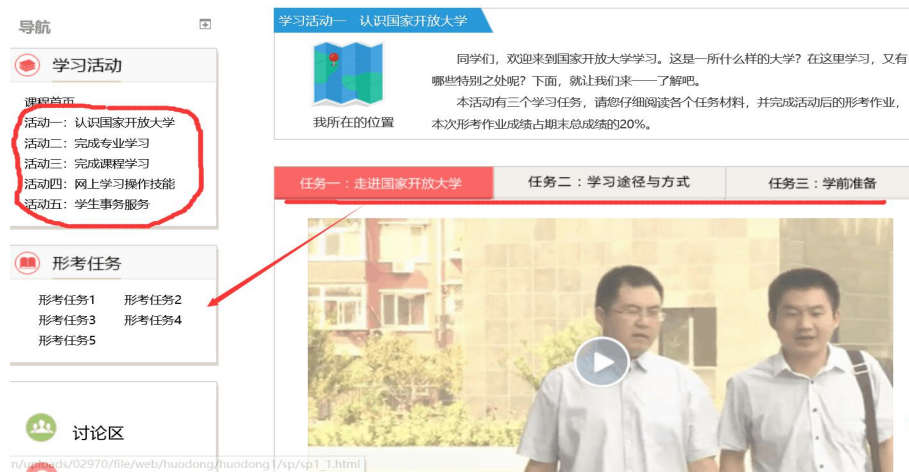 导航
学习活动
课程首页
活动一：认识国家开放大学
活动二：完成专业学习
活动三：完成课程学习
活动四：网上学习操作技能
活动五：学生事务服务
形考任务
形考任务1 形考任务2
形考任务3 形考任务4
形考任务5
讨论区
n/uploads/02970/file/web/huodong/huodong1/sp/sp1_1.html
学习活动一 认识国家开放大学
我所在的位置
同学们，欢迎来到国家开放大学学习。这是一所什么样的大学？在这里学习，又有
哪些特别之处呢？下面，就让我们来一一了解吧。
本活动有三个学习任务，请您仔细阅读各个任务材料，并完成活动后的形考作业，
本次形考作业成绩占期末总成绩的20%。
任务一：走进国家开放大学 任务二：学习途径与方式 任务三：学前准备